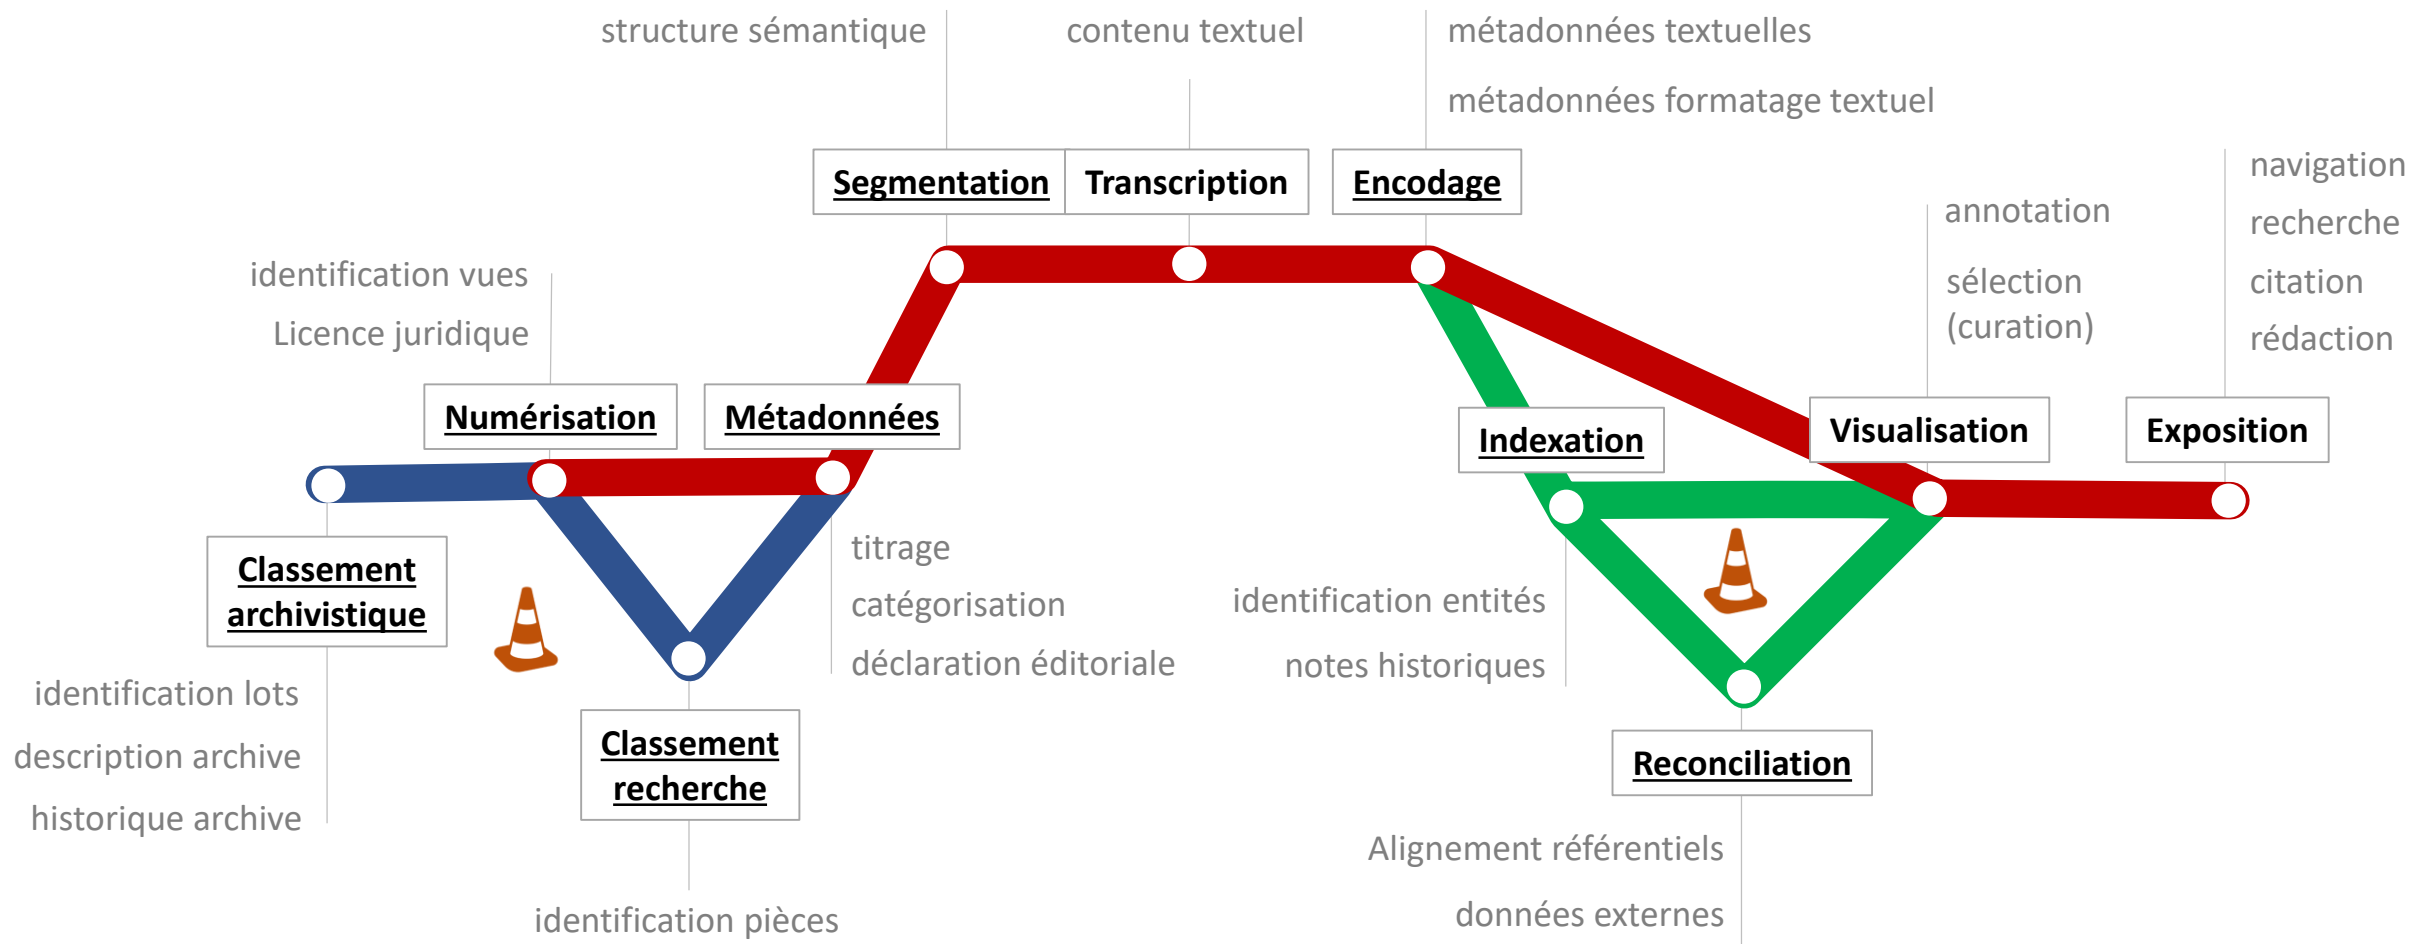 structure sémantique
contenu textuel
métadonnées textuelles
métadonnées formatage textuel
Segmentation
Transcription
Encodage
navigation
recherche
citation
rédaction
annotation
sélection
(curation)
identification vues
Licence juridique
Numérisation
Métadonnées
Indexation
Visualisation
Exposition
Classement
archivistique
titrage
catégorisation
déclaration éditoriale
identification entités
notes historiques
identification lots
description archive
historique archive
Classement
recherche
Reconciliation
identification pièces
Alignement référentiels
données externes